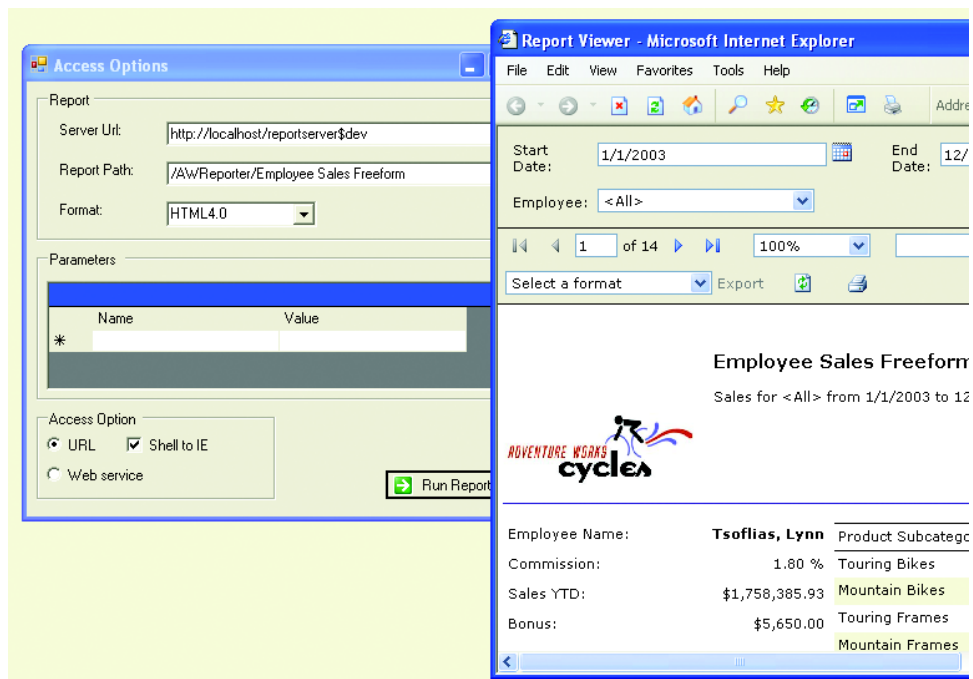 Access Options
Report
Server Url:
http://localhost/reportserver$dev
Report Path:
/AWReporter/Employee Sales Freeform
Format:
HTML4.0
Parameters
Name Value
Access Option
URL Shell to IE
Web service
Run Report
Report Viewer - Microsoft Internet Explorer
File Edit View Favorites Tools Help
Addre
Start Date:
1/1/2003
End Date:
12/
Employee: <All>
1 of 14 100%
Select a format Export
Employee Sales Freeform
Sales for <All> from 1/1/2003 to 12
ADVENTURE WORKS
cycles
Employee Name: Tsoflias, Lynn
Product Subcatego
Commission: 1.80 %
Touring Bikes
Sales YTD: $1,758,385.93
Mountain Bikes
Bonus: $5,650.00
Touring Frames
Mountain Frames